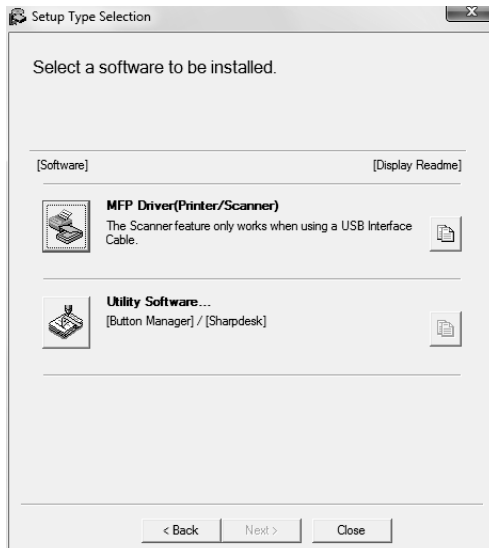 Setup Type Selection
Select a software to be installed.
[Software] [Display Readme]
MFP Driver(Printer/Scanner)
The Scanner feature only works when using a USB Interface
Cable.
Utility Software...
[Button Manager] / [Sharpdesk]
< Back Next > Close